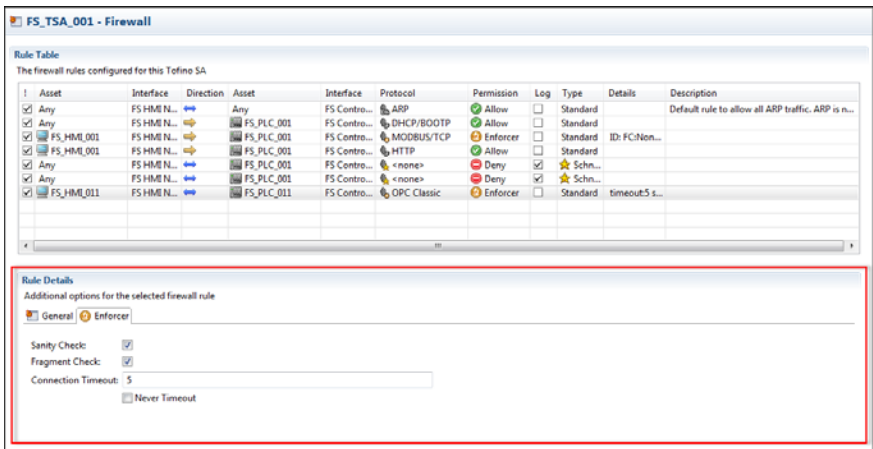 FS_TSA_001 - Firewall
Rule Table
The firewall rules configured for this Tofino SA
! Asset Interface Direction Asset Interface Protocol Permission Log Type Details Description
Any FS HMI N... Any FS Contro... ARP Allow Standard Default rule to allow all ARP traffic. ARP is n...
Any FS HMI N... FS_PLC_001 FS Contro... DHCP/BOOTP Allow Standard
FS_HMI_001 FS HMI N... FS_PLC_001 FS Contro... MODBUS/TCP Enforcer Standard ID: FC:Non...
FS_HMI_001 FS HMI N... FS_PLC_001 FS Contro... HTTP Allow Standard
Any FS HMI N... FS_PLC_001 FS Contro... <none> Deny Schn...
Any FS HMI N... FS_PLC_001 FS Contro... <none> Deny Schn...
FS_HMI_011 FS HMI N... FS_PLC_011 FS Contro... OPC Classic Enforcer Standard timeout:5 s...
Rule Details
Additional options for the selected firewall rule
General Enforcer
Sanity Check:
Fragment Check:
Connection Timeout: 5
Never Timeout